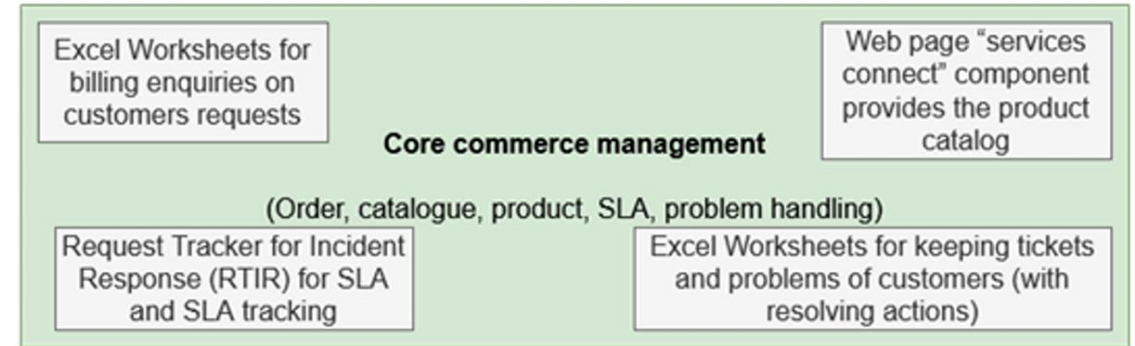 Excel Worksheets for
billing enquiries on
customers requests
Web page “services
connect” component
provides the product
catalog
Core commerce management
(Order, catalogue, product, SLA, problem handling)
Request Tracker for Incident
Response (RTIR) for SLA
and SLA tracking
Excel Worksheets for keeping tickets
and problems of customers (with
resolving actions)